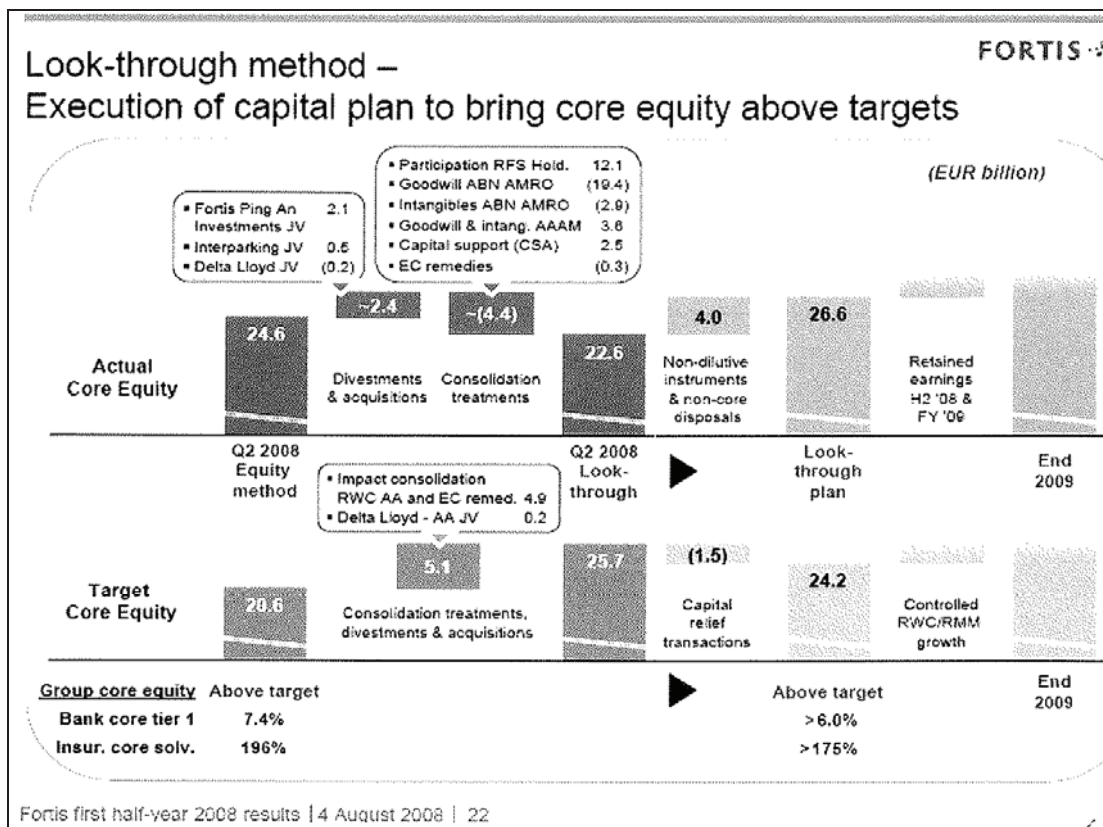 FORTIS
Look-through method –
Execution of capital plan to bring core equity above targets
(EUR billion)
▪ Participation RFS Hold. 12.1
▪ Goodwill ABN AMRO (19.4)
▪ Intangibles ABN AMRO (2.9)
▪ Goodwill & intang. AAAM 3.6
▪ Capital support (CSA) 2.5
▪ EC remedies (0.3)
▪ Fortis Ping An 2.1
Investments JV
▪ Interparking JV 0.5
▪ Delta Lloyd JV (0.2)
Actual
Core Equity
24.6
~2.4
Divestments
& acquisitions
~(4.4)
Consolidation
treatments
22.6
4.0
Non-dilutive
instruments
& non-core
disposals
26.6
Retained
earnings
H2 '08 &
FY '09
Q2 2008
Equity
method
Q2 2008
Look-
through
Look-
through
plan
End
2009
▪ Impact consolidation
RWC AA and EC remed. 4.9
▪ Delta Lloyd - AA JV 0.2
Target
Core Equity
20.6
5.1
Consolidation treatments,
divestments & acquisitions
25.7
(1.5)
Capital
relief
transactions
24.2
Controlled
RWC/RMM
growth
End
2009
Group core equity Above target Above target
Bank core tier 1 7.4% >6.0%
Insur. core solv. 196% >175%
Fortis first half-year 2008 results | 4 August 2008 | 22